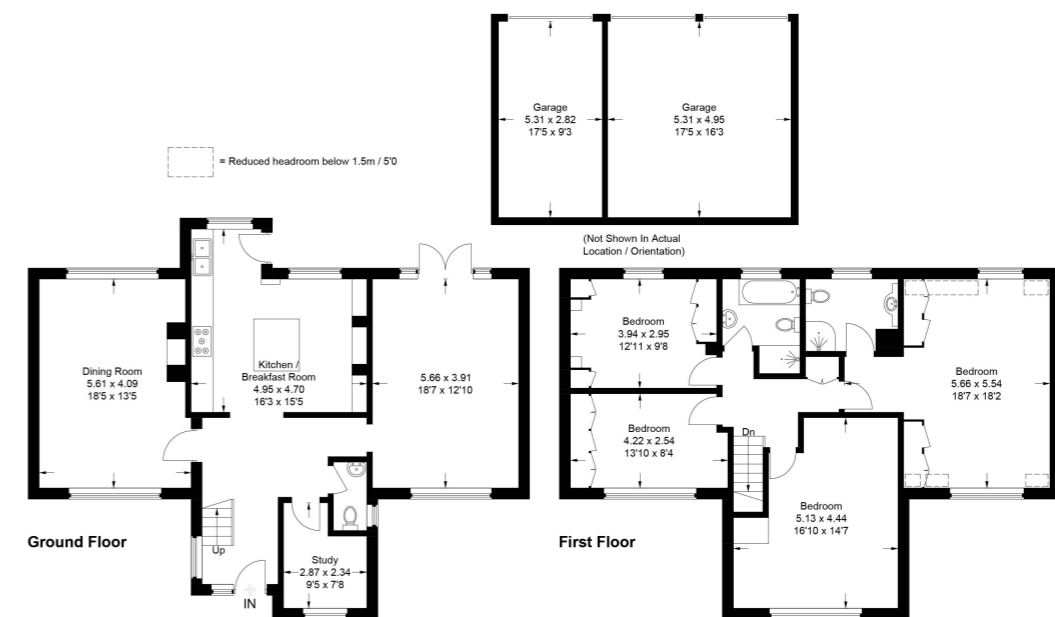 Garage
5.31 x 2.82
17'5 x 9'3
Garage
5.31 x 4.95
17'5 x 16'3
= Reduced headroom below 1.5m / 5'0
(Not Shown In Actual
Location / Orientation)
Dining Room
5.61 x 4.09
18'5 x 13'5
Kitchen /
Breakfast Room
4.95 x 4.70
16'3 x 15'5
5.66 x 3.91
18'7 x 12'10
Up
Study
2.87 x 2.34
9'5 x 7'8
IN
Ground Floor
Bedroom
3.94 x 2.95
12'11 x 9'8
Bedroom
5.66 x 5.54
18'7 x 18'2
Bedroom
4.22 x 2.54
13'10 x 8'4
Dn
Bedroom
5.13 x 4.44
16'10 x 14'7
First Floor